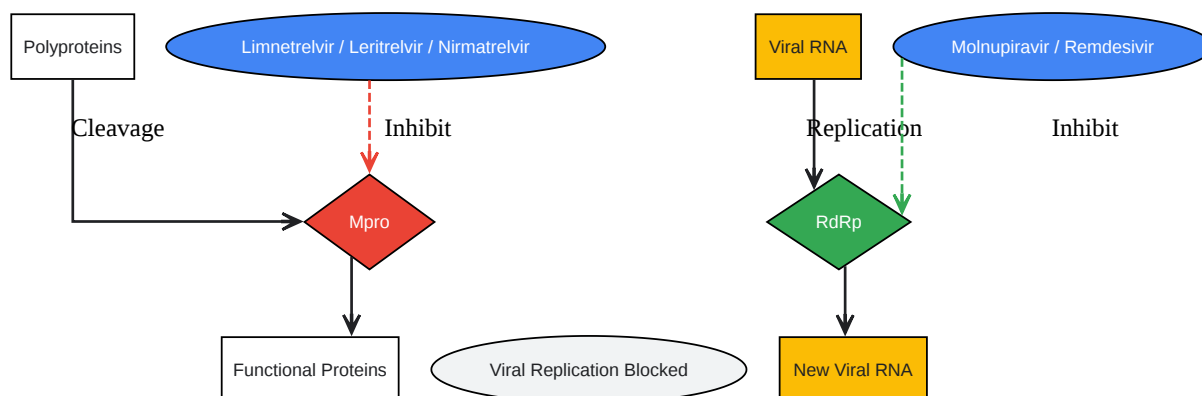 Polyproteins
Limnetrelvir / Leritrelvir / Nirmatrelvir
Viral RNA
Molnupiravir / Remdesivir
Cleavage
Inhibit
Replication
Inhibit
Mpro
RdRp
Functional Proteins
Viral Replication Blocked
New Viral RNA